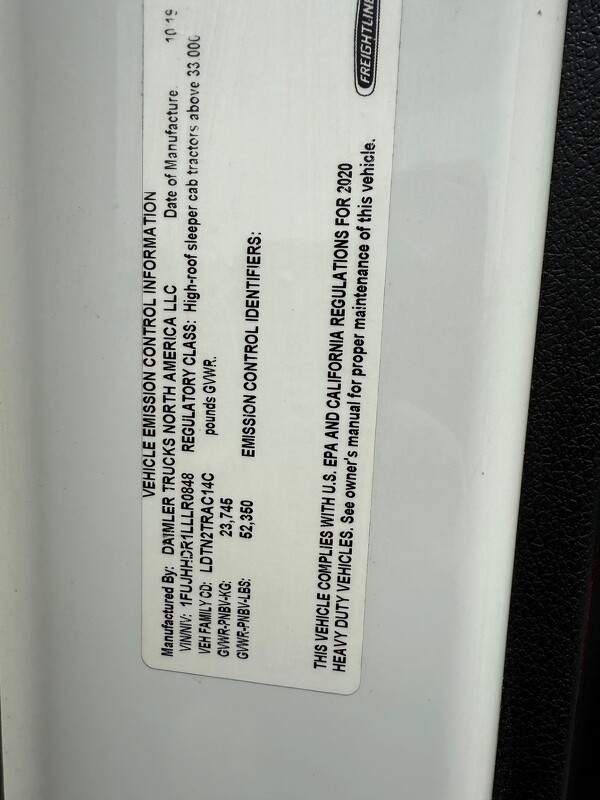 VEHICLE EMISSION CONTROL INFORMATION
Manufactured By: DAIMLER TRUCKS NORTH AMERICA LLC Date of Manufacture: 10 19
VIN/NIV: 1FUJHHDR1LLLR0848 REGULATORY CLASS: High-roof sleeper cab tractors above 33 000
VEH FAMILY CD: LDTN2TRAC14C pounds GVWR.
GVWR-PNBV-KG: 23,745
GVWR-PNBV-LBS: 52,350 EMISSION CONTROL IDENTIFIERS:
THIS VEHICLE COMPLIES WITH U.S. EPA AND CALIFORNIA REGULATIONS FOR 2020
HEAVY DUTY VEHICLES. See owner's manual for proper maintenance of this vehicle.